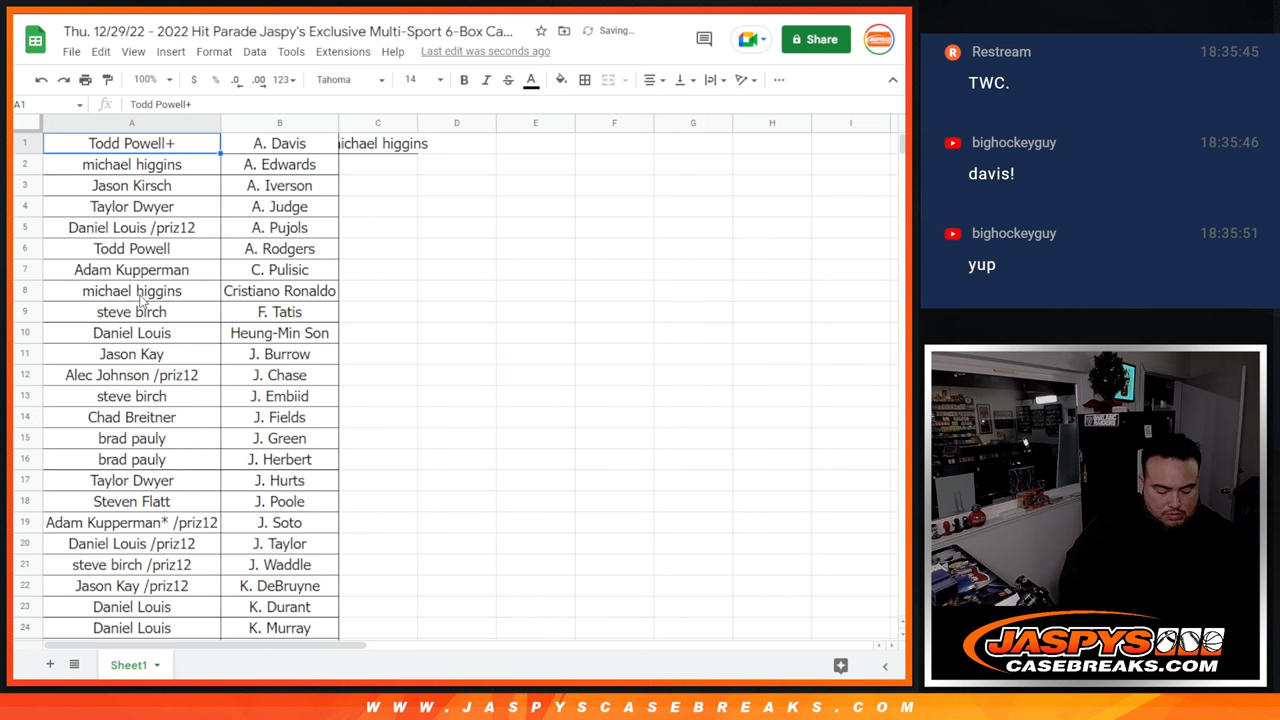 Thu. 12/29/22 - 2022 Hit Parade Jaspy's Exclusive Multi-Sport 6-Box Ca...
Saving...
Share
File Edit View Insert Format Data Tools Extensions Help Last edit was seconds ago
100% $ % .0 .00 123 Tahoma 14 B I S A
A1 fx Todd Powell+
A B C D E F G H I
1 Todd Powell+ A. Davis michael higgins
2 michael higgins A. Edwards
3 Jason Kirsch A. Iverson
4 Taylor Dwyer A. Judge
5 Daniel Louis /priz12 A. Pujols
6 Todd Powell A. Rodgers
7 Adam Kupperman C. Pulisic
8 michael higgins Cristiano Ronaldo
9 steve birch F. Tatis
10 Daniel Louis Heung-Min Son
11 Jason Kay J. Burrow
12 Alec Johnson /priz12 J. Chase
13 steve birch J. Embiid
14 Chad Breitner J. Fields
15 brad pauly J. Green
16 brad pauly J. Herbert
17 Taylor Dwyer J. Hurts
18 Steven Flatt J. Poole
19 Adam Kupperman* /priz12 J. Soto
20 Daniel Louis /priz12 J. Taylor
21 steve birch /priz12 J. Waddle
22 Jason Kay /priz12 K. DeBruyne
23 Daniel Louis K. Durant
24 Daniel Louis K. Murray
Sheet1
R Restream 18:35:45
TWC.
bighockeyguy 18:35:46
davis!
bighockeyguy 18:35:51
yup
JASPYS
CASEBREAKS.COM
WWW.JASPYSCASEBREAKS.COM